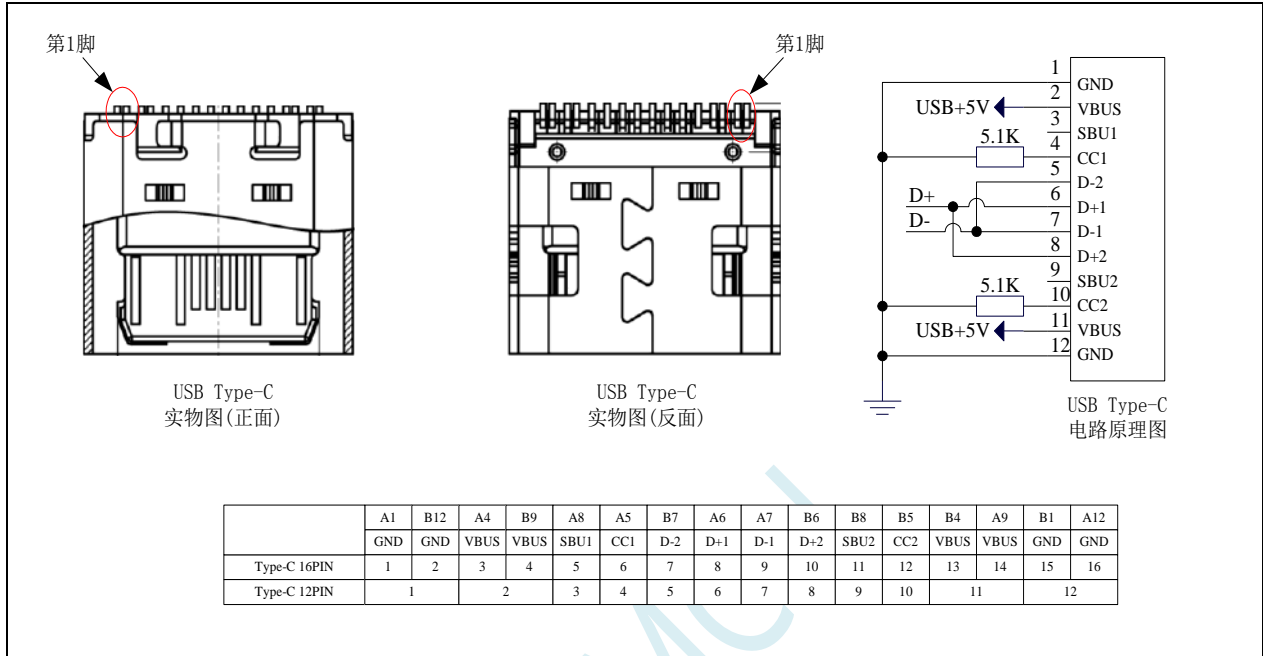 第1脚
第1脚
USB Type-C
实物图(正面)
USB Type-C
实物图(反面)
1
GND
2
USB+5V
VBUS
3
SBU1
5.1K
4
CC1
5
D-2
D+
6
D+1
D-
7
D-1
8
D+2
9
SBU2
5.1K
10
CC2
USB+5V
11
VBUS
12
GND
USB Type-C
电路原理图
A1 B12 A4 B9 A8 A5 B7 A6 A7 B6 B8 B5 B4 A9 B1 A12
GND GND VBUS VBUS SBU1 CC1 D-2 D+1 D-1 D+2 SBU2 CC2 VBUS VBUS GND GND
Type-C 16PIN 1 2 3 4 5 6 7 8 9 10 11 12 13 14 15 16
Type-C 12PIN 1 2 3 4 5 6 7 8 9 10 11 12